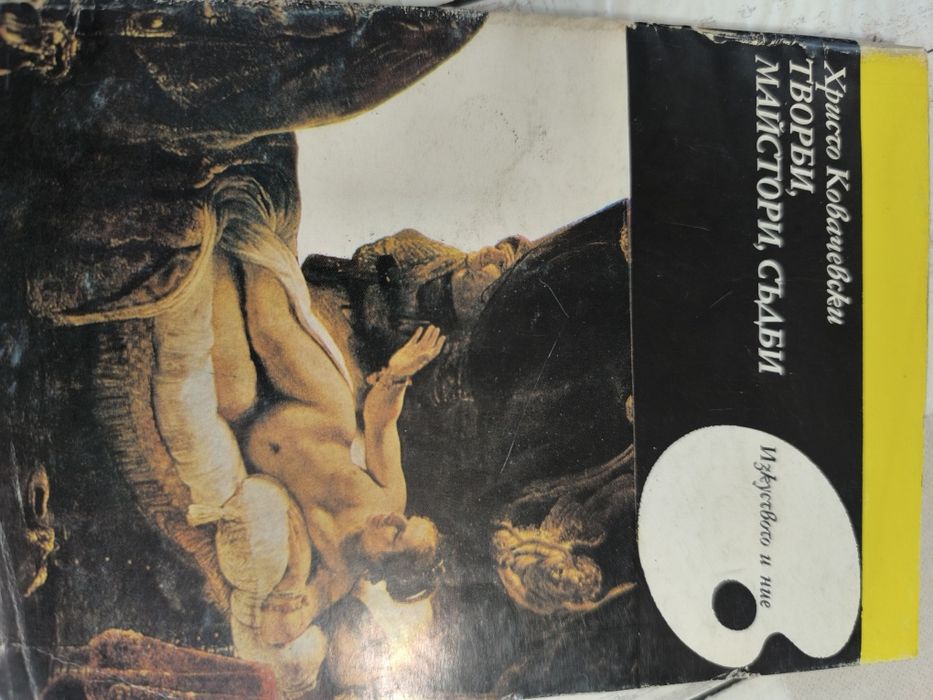 Христо Ковачевски
ТВОРБИ,
МАЙСТОРИ, СЪДБИ
Изкуството и ние